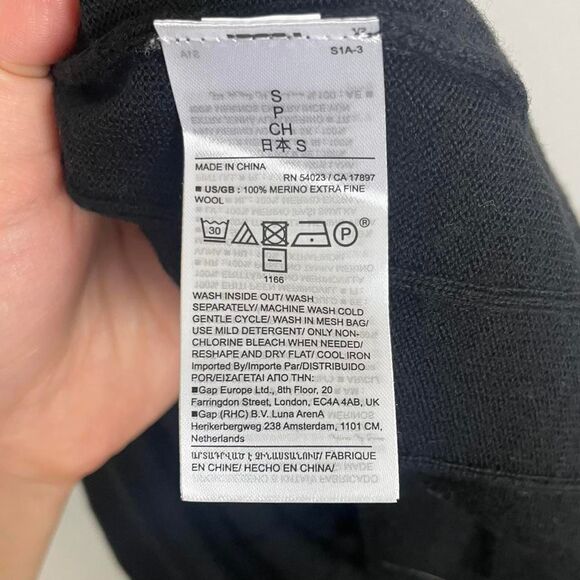 S1A-3
S
P
CH
日本 S
MADE IN CHINA
RN 54023 / CA 17897
■ US/GB : 100% MERINO EXTRA FINE
WOOL
30 P ®
1166
WASH INSIDE OUT/ WASH
SEPARATELY/ MACHINE WASH COLD
GENTLE CYCLE/ WASH IN MESH BAG/
USE MILD DETERGENT/ ONLY NON-
CHLORINE BLEACH WHEN NEEDED/
RESHAPE AND DRY FLAT/ COOL IRON
Imported By/Importe Par/DISTRIBUIDO
POR/ΕΙΣΑΓΕΤΑΙ ΑΠΟ ΤΗΝ:
■Gap Europe Ltd., 8th Floor, 20
Farringdon Street, London, EC4A 4AB, UK
■Gap (RHC) B.V. Luna ArenA
Herikerbergweg 238 Amsterdam, 1101 CM,
Netherlands
ԱՐՏԱԴՐՎԱԾ Է ՉԻՆԱՍՏԱՆՈՒՄ/ FABRIQUE
EN CHINE/ HECHO EN CHINA/